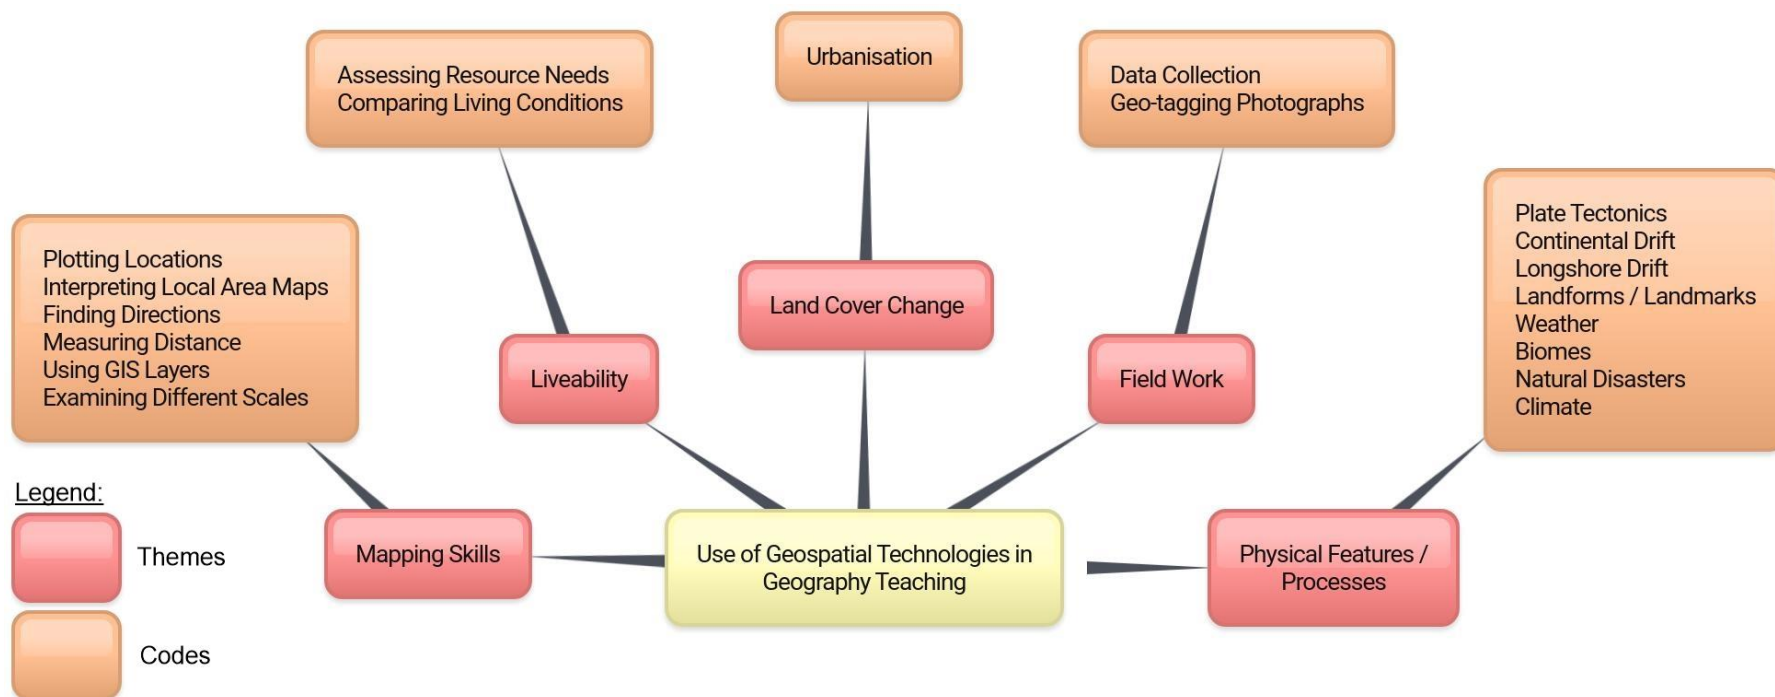 Urbanisation
Assessing Resource Needs
Comparing Living Conditions
Data Collection
Geo-tagging Photographs
Plotting Locations
Interpreting Local Area Maps
Finding Directions
Measuring Distance
Using GIS Layers
Examining Different Scales
Plate Tectonics
Continental Drift
Longshore Drift
Landforms / Landmarks
Weather
Biomes
Natural Disasters
Climate
Land Cover Change
Liveability
Field Work
Mapping Skills
Use of Geospatial Technologies in
Geography Teaching
Physical Features /
Processes
Legend:
Themes
Codes